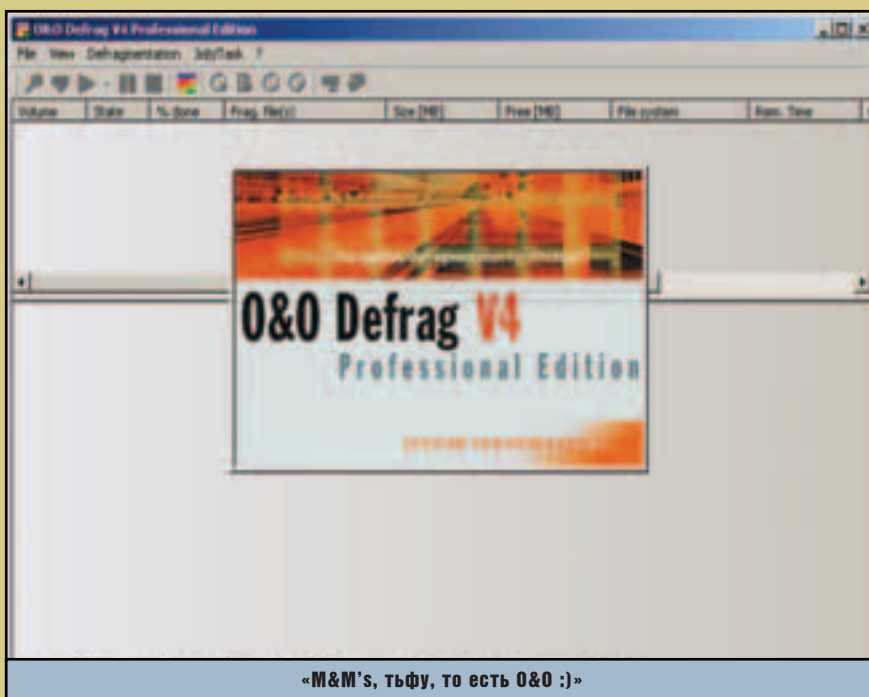 O&O Defrag V4 Professional Edition
File View Defragmentation Job/Task ?
Volume State % done Frag. file(s) Size [MB] Free [MB] File system Rem. Time
O&O Defrag V4
Professional Edition
«M&M's, тьфу, то есть O&O :)»